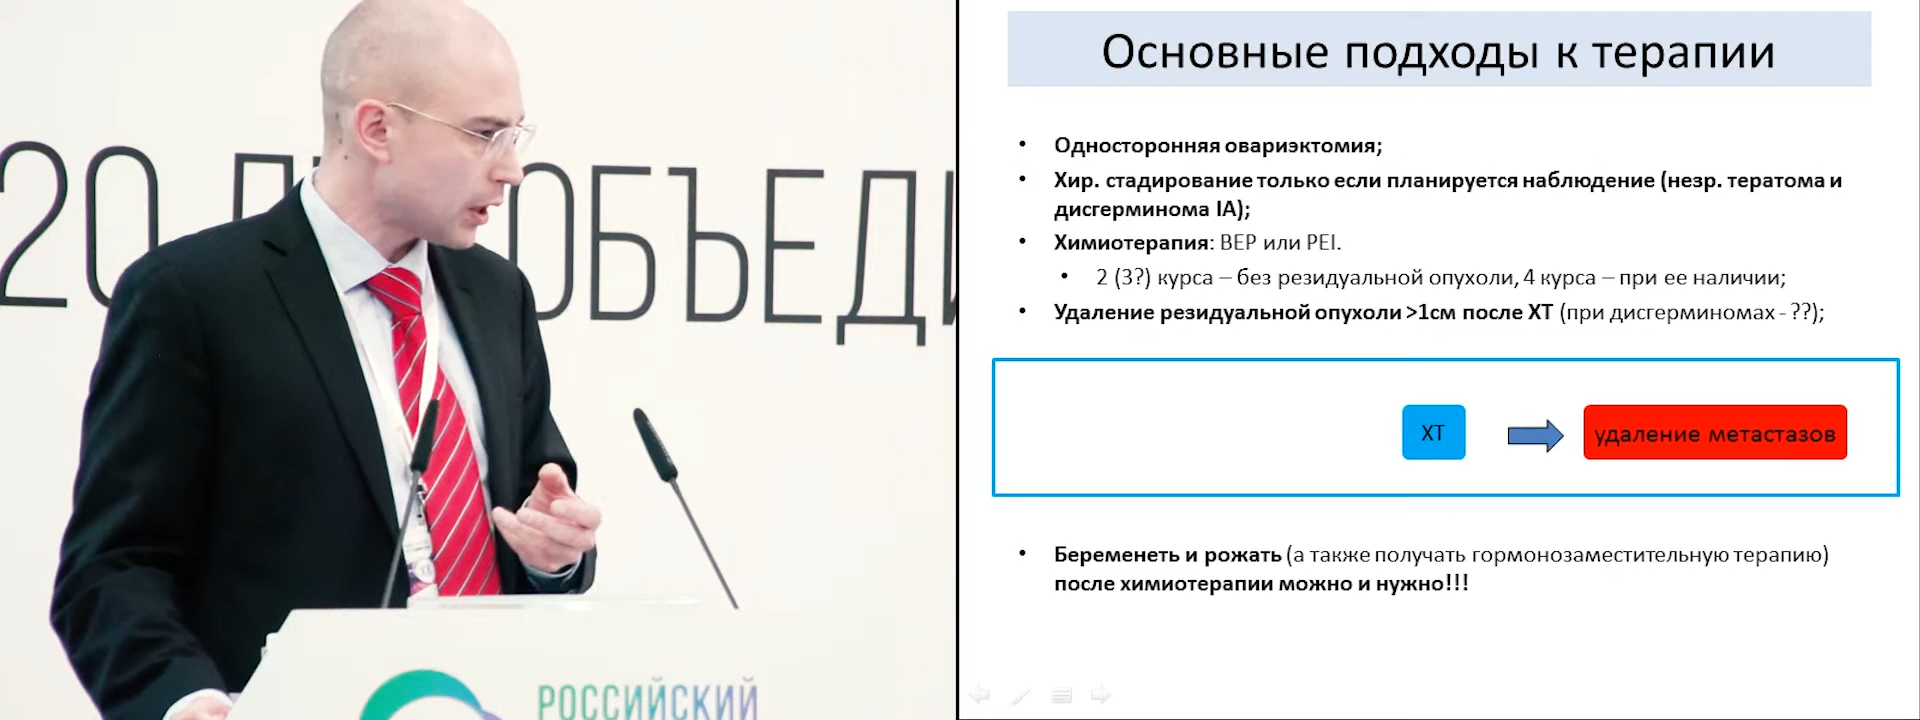 20 ЛЕТ ОБЪЕДИ
РОССИЙСКИЙ
Основные подходы к терапии
• Односторонняя овариэктомия;
• Хир. стадирование только если планируется наблюдение (незр. тератома и
дисгерминома IA);
• Химиотерапия: BEP или PEI.
• 2 (3?) курса – без резидуальной опухоли, 4 курса – при ее наличии;
• Удаление резидуальной опухоли >1см после ХТ (при дисгерминомах - ??);
ХТ
удаление метастазов
• Беременеть и рожать (а также получать гормонозаместительную терапию)
после химиотерапии можно и нужно!!!